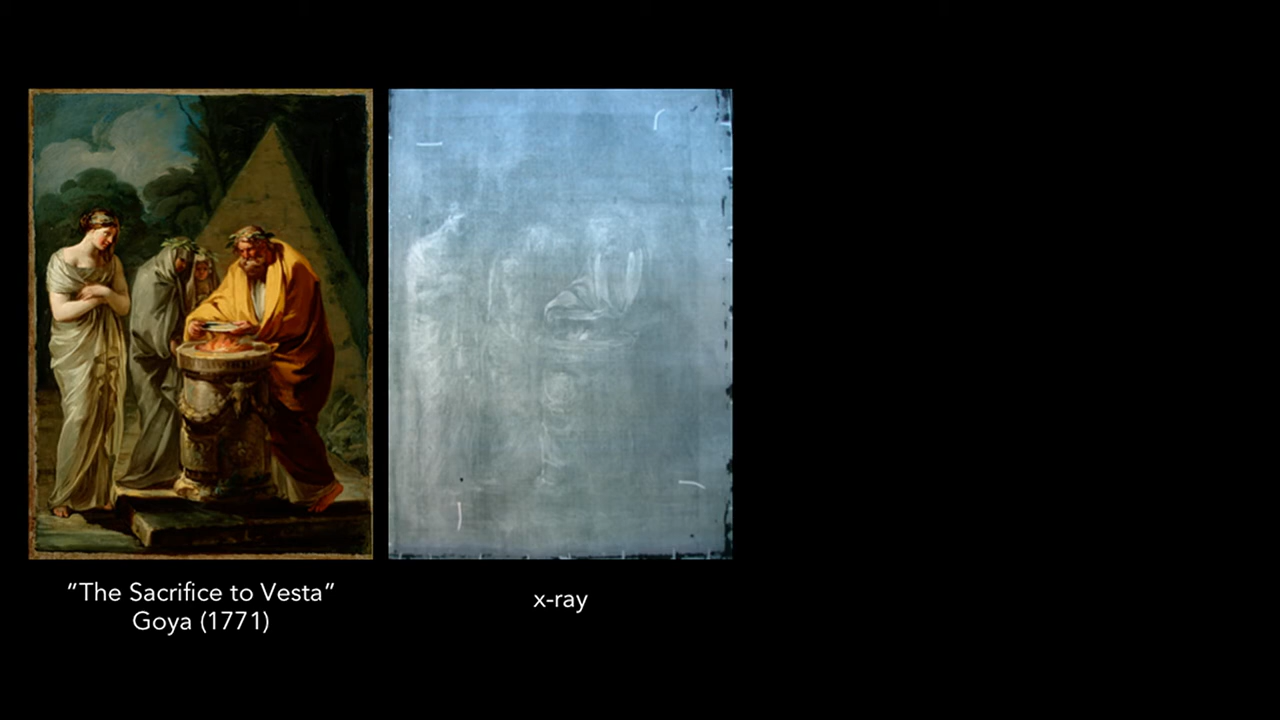 “The Sacrifice to Vesta”
Goya (1771)
x-ray